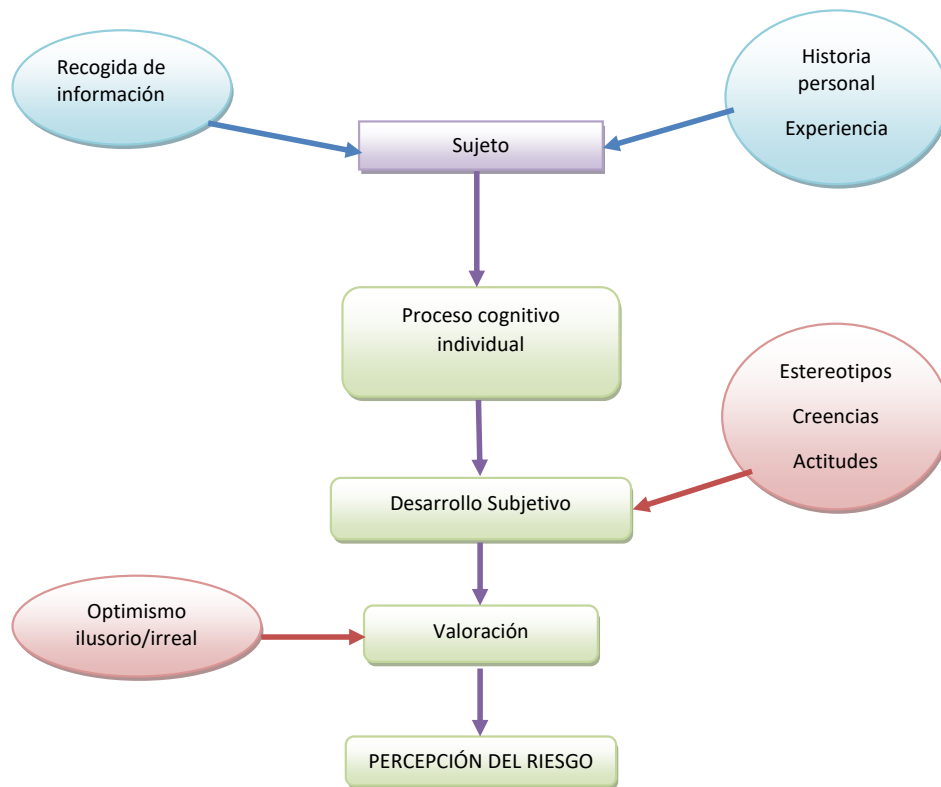 Recogida de
información
Historia
personal
Experiencia
Sujeto
Proceso cognitivo
individual
Estereotipos
Creencias
Actitudes
Desarrollo Subjetivo
Optimismo
ilusorio/irreal
Valoración
PERCEPCIÓN DEL RIESGO